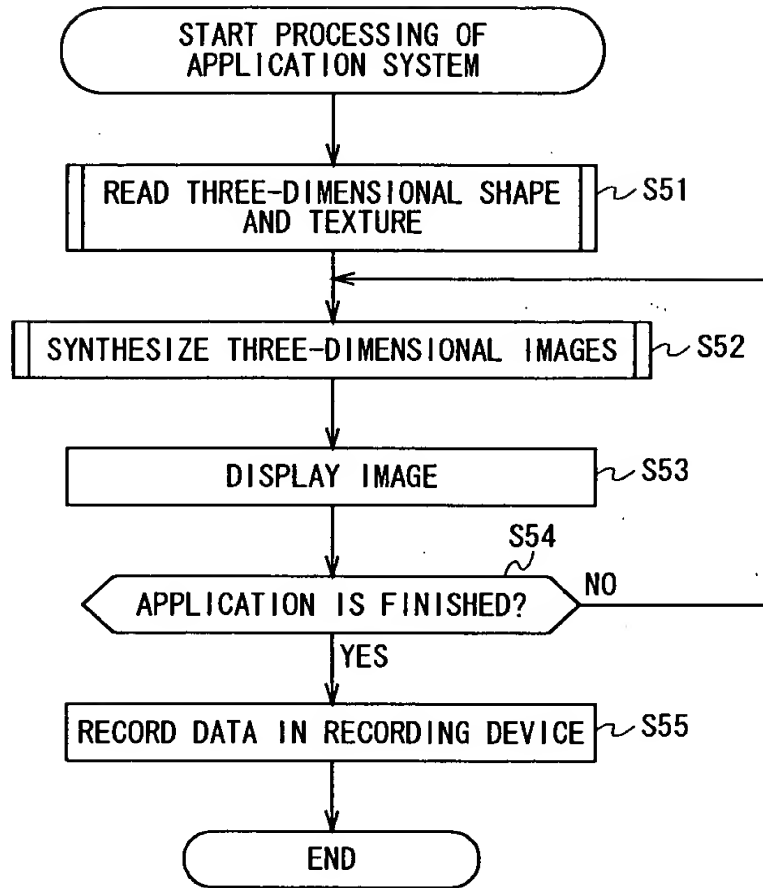 START PROCESSING OF
APPLICATION SYSTEM
READ THREE-DIMENSIONAL SHAPE
AND TEXTURE
S51
SYNTHESIZE THREE-DIMENSIONAL IMAGES
S52
DISPLAY IMAGE
S53
S54
APPLICATION IS FINISHED?
NO
YES
RECORD DATA IN RECORDING DEVICE
S55
END